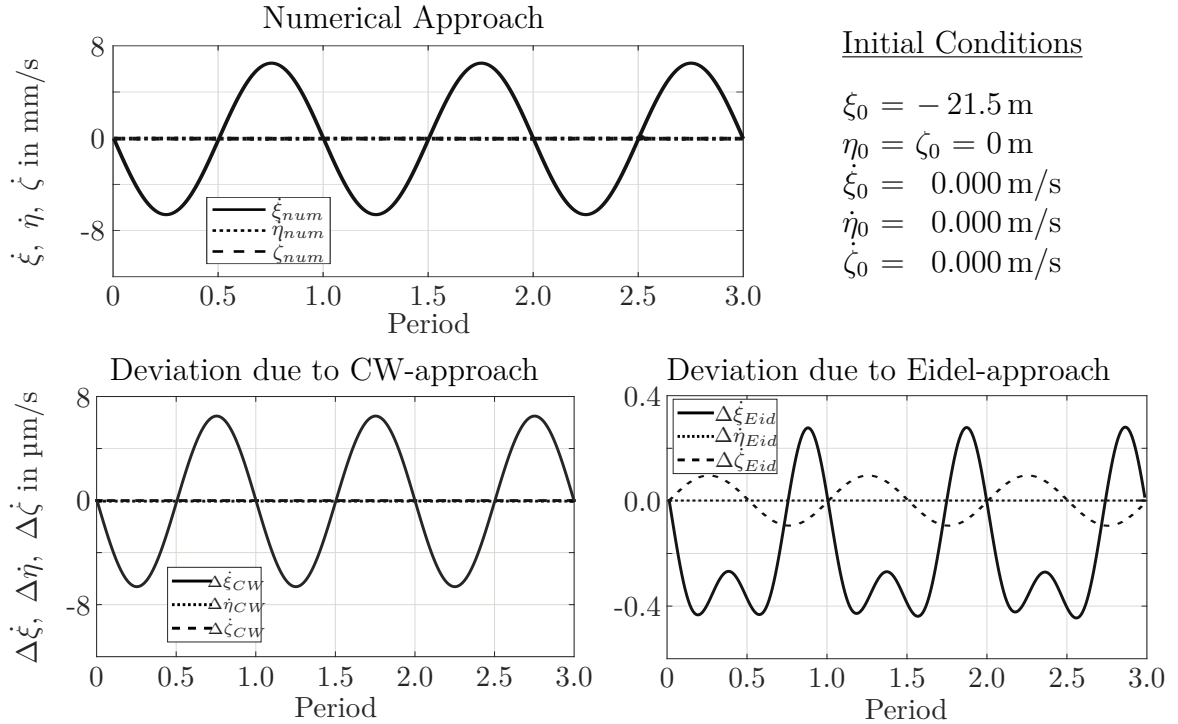 Numerical Approach
8
0
-8
ξ̇, η̇, ζ̇ in mm/s
ξ̇num
η̇num
ζ̇num
0 0.5 1.0 1.5 2.0 2.5 3.0
Period
Initial Conditions
ξ0 = − 21.5 m
η0 = ζ0 = 0 m
ξ̇0 = 0.000 m/s
η̇0 = 0.000 m/s
ζ̇0 = 0.000 m/s
Deviation due to CW-approach
8
0
-8
Δξ̇, Δη̇, Δζ̇ in μm/s
Δξ̇CW
Δη̇CW
Δζ̇CW
0 0.5 1.0 1.5 2.0 2.5 3.0
Period
Deviation due to Eidel-approach
0.4
0.0
-0.4
Δξ̇Eid
Δη̇Eid
Δζ̇Eid
0 0.5 1.0 1.5 2.0 2.5 3.0
Period